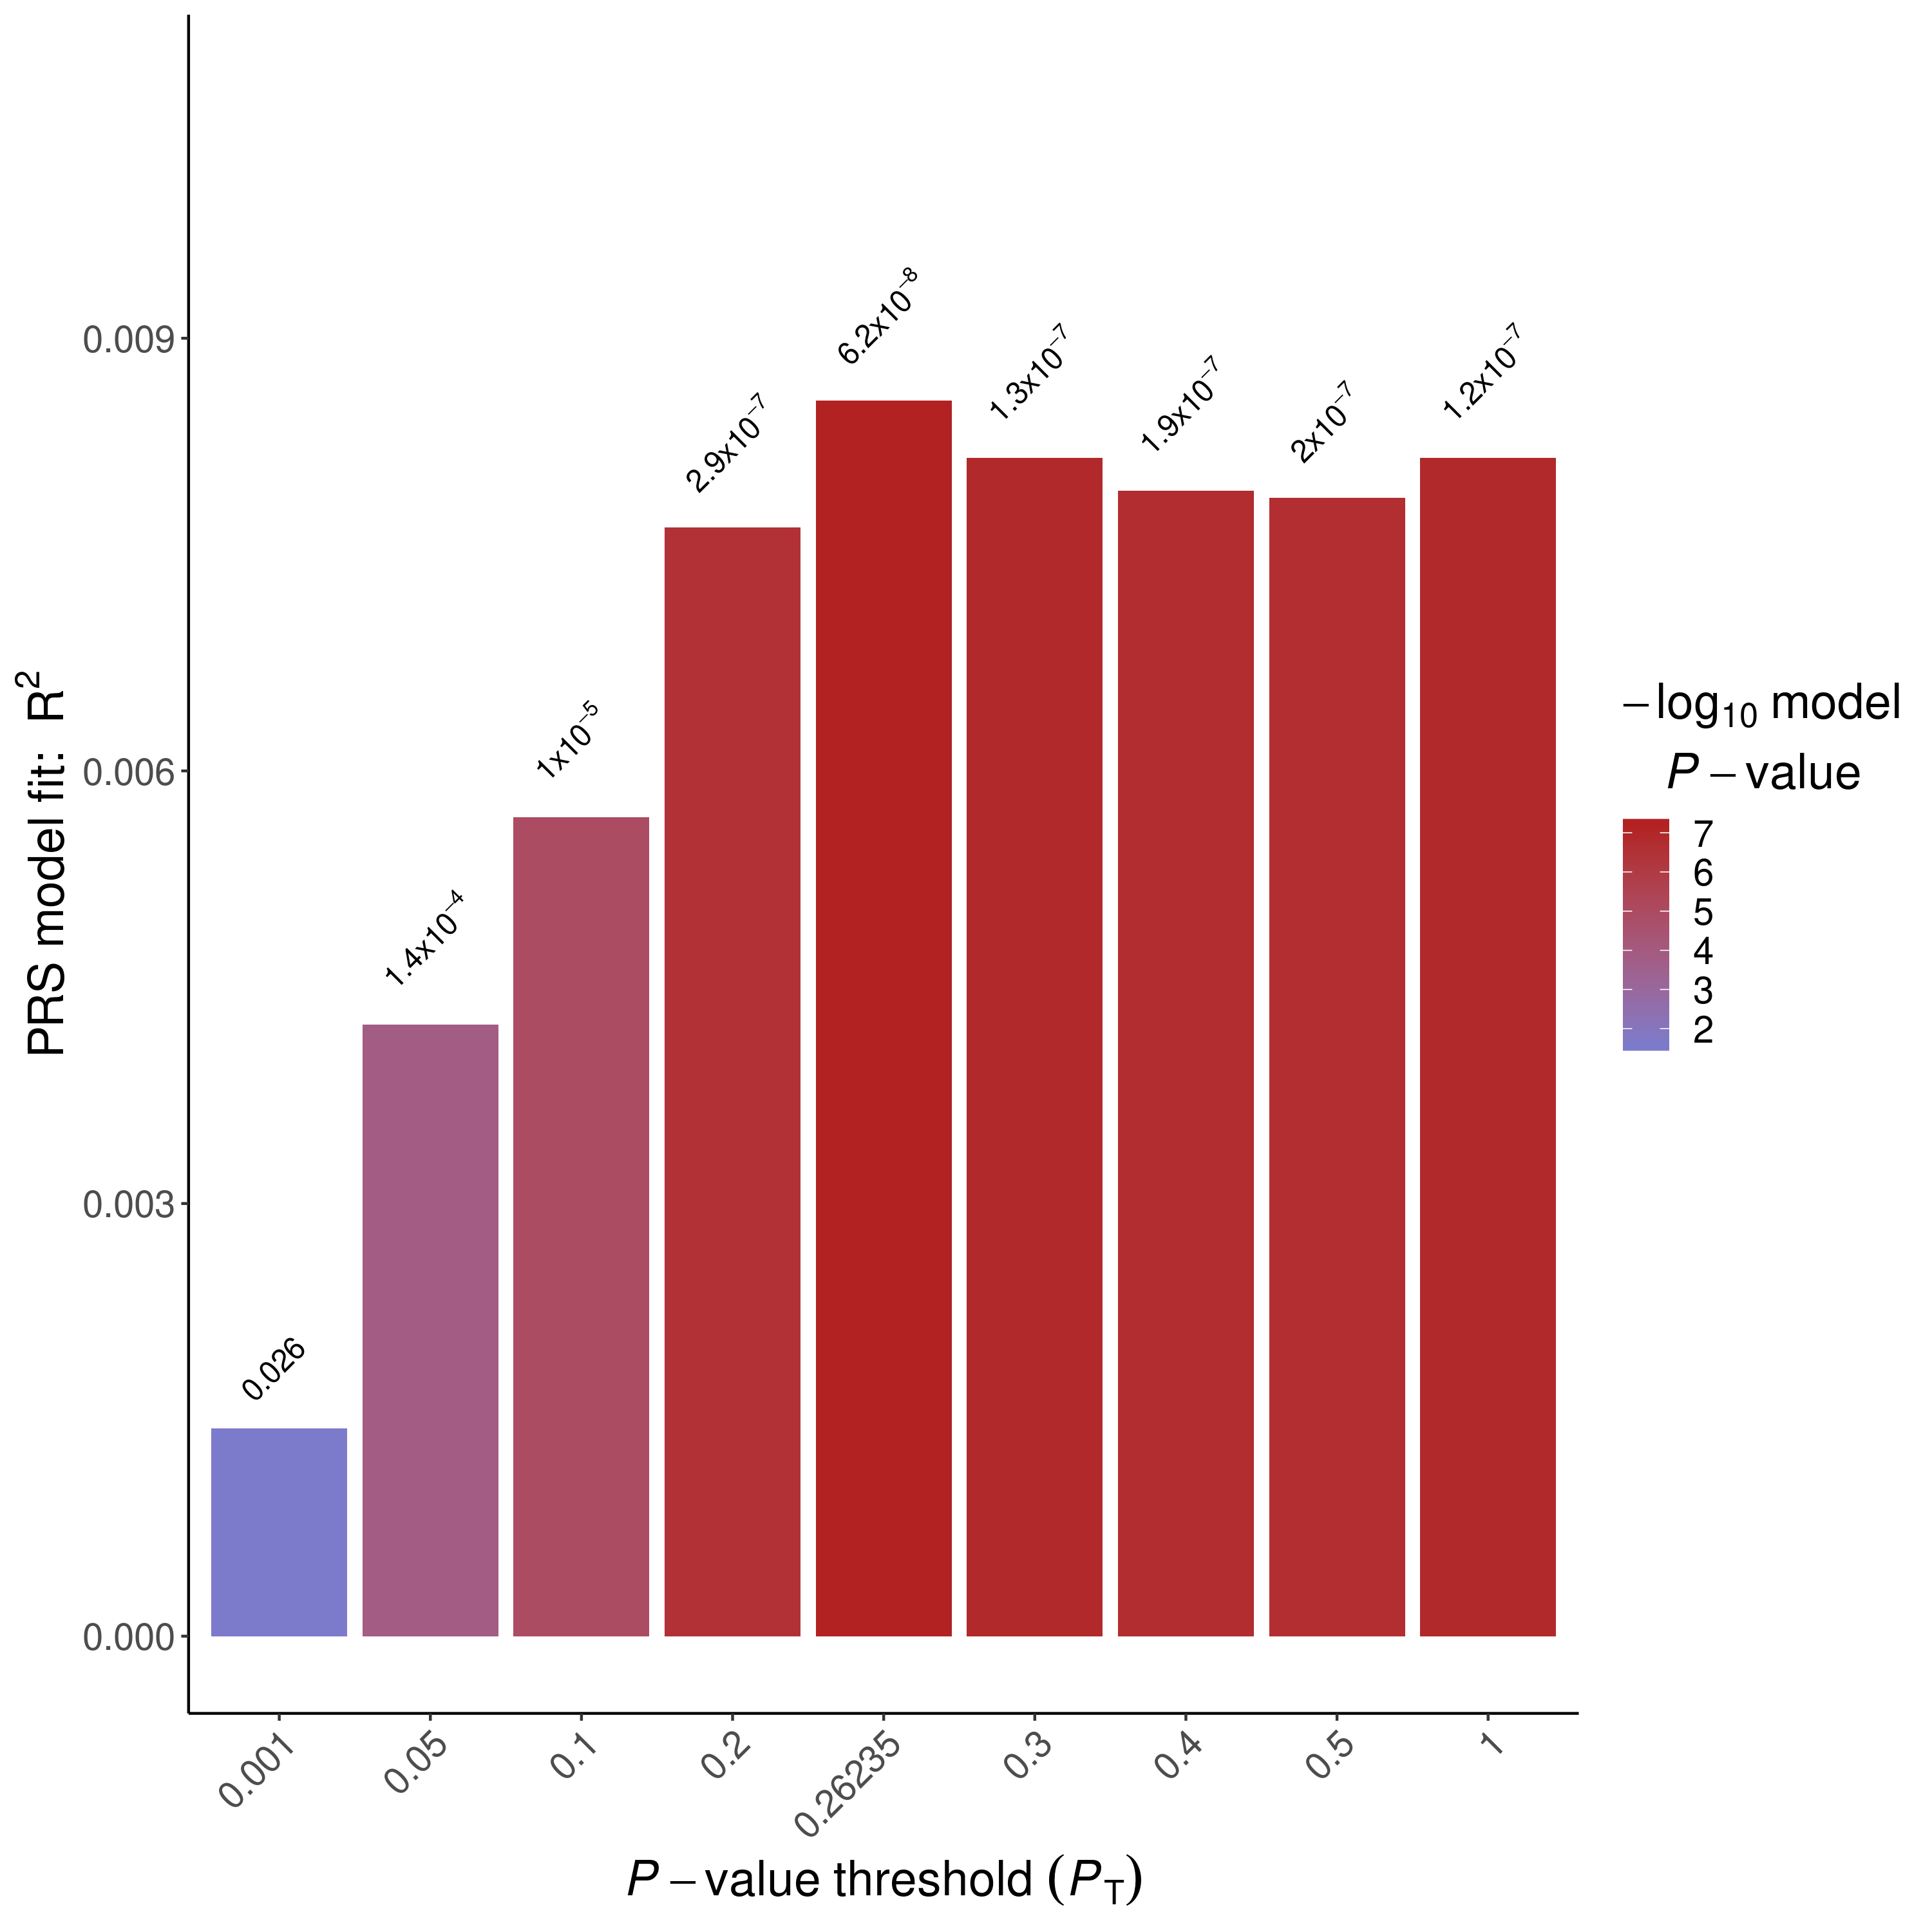 PRS model fit: R²
0.009
0.006
0.003
0.000
0.026
1.4x10⁻⁴
1x10⁻⁵
2.9x10⁻⁷
6.2x10⁻⁸
1.3x10⁻⁷
1.9x10⁻⁷
2x10⁻⁷
1.2x10⁻⁷
0.001
0.05
0.1
0.2
0.26235
0.3
0.4
0.5
1
P−value threshold (P_T)
−log₁₀ model
P−value
7
6
5
4
3
2